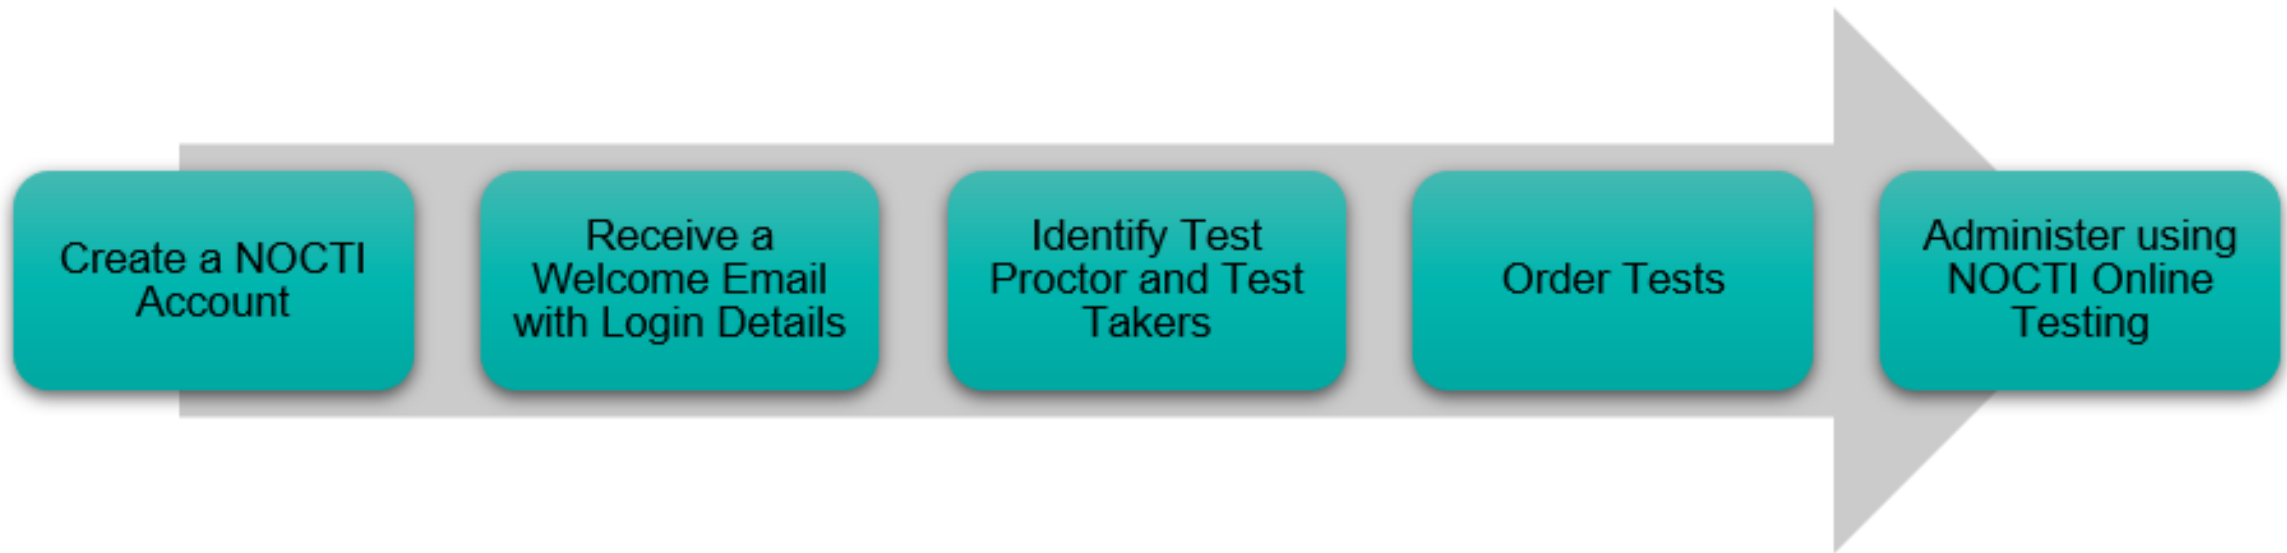 Create a NOCTI
Account
Receive a
Welcome Email
with Login Details
Identify Test
Proctor and Test
Takers
Order Tests
Administer using
NOCTI Online
Testing